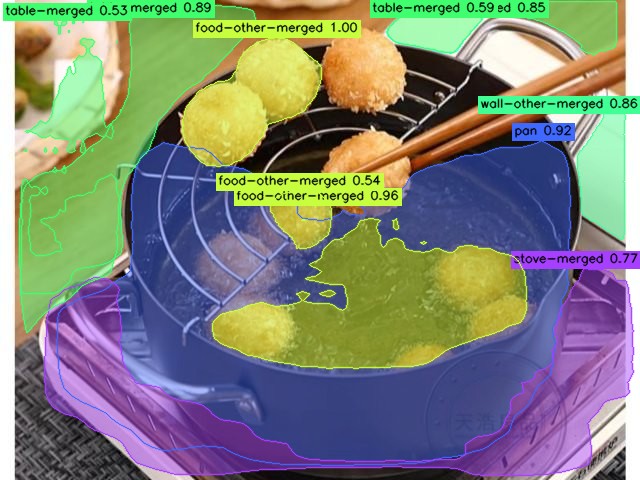 table-merged 0.53 merged 0.89
table-merged 0.59 ed 0.85
food-other-merged 1.00
wall-other-merged 0.86
pan 0.92
food-other-merged 0.54
food-other-merged 0.96
stove-merged 0.77